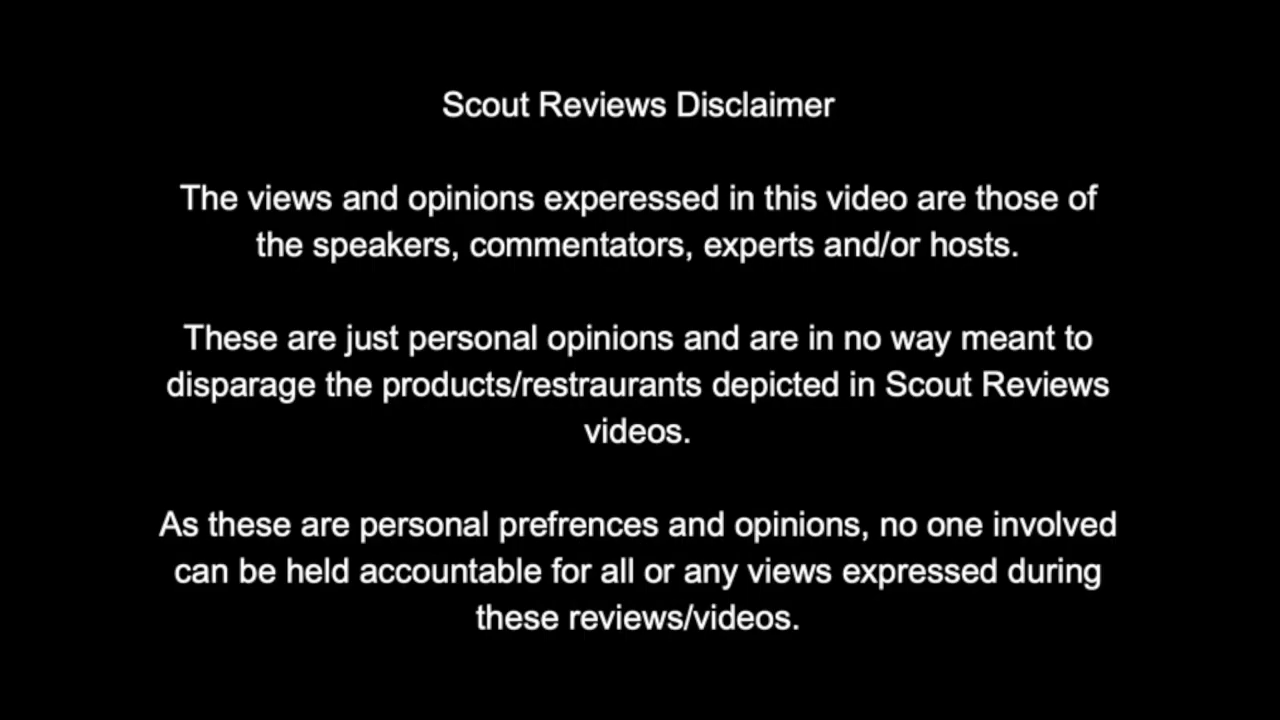 Scout Reviews Disclaimer
The views and opinions experessed in this video are those of
the speakers, commentators, experts and/or hosts.
These are just personal opinions and are in no way meant to
disparage the products/restraurants depicted in Scout Reviews
videos.
As these are personal prefrences and opinions, no one involved
can be held accountable for all or any views expressed during
these reviews/videos.